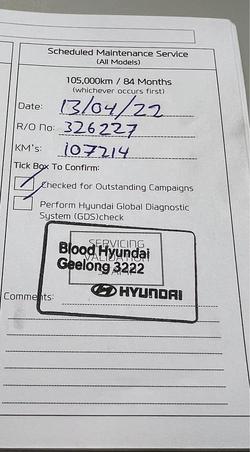 Scheduled Maintenance Service
(All Models)
105,000km / 84 Months
(whichever occurs first)
Date: 13/04/22
R/O No: 326227
KM's: 107214
Tick Box To Confirm:
Checked for Outstanding Campaigns
Perform Hyundai Global Diagnostic
System (GDS)check
SERVICING
Blood Hyundai
VALIDATION
Geelong 3222
HYUNDAI
Comments: